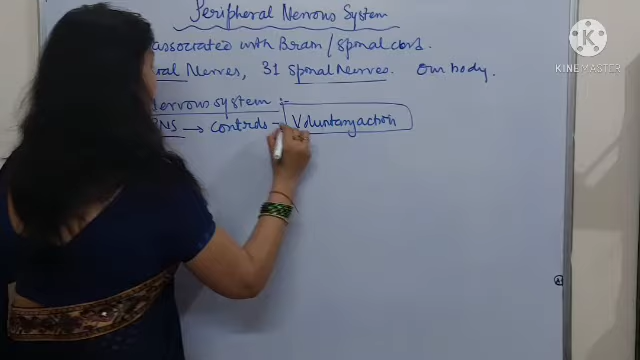 Peripheral Nervous System
associated with Brain / spinal cord.
Nerves, 31 spinal Nerves. Our body.
Nervous system :-
PNS → controls → Voluntary action
K
KINEMASTER